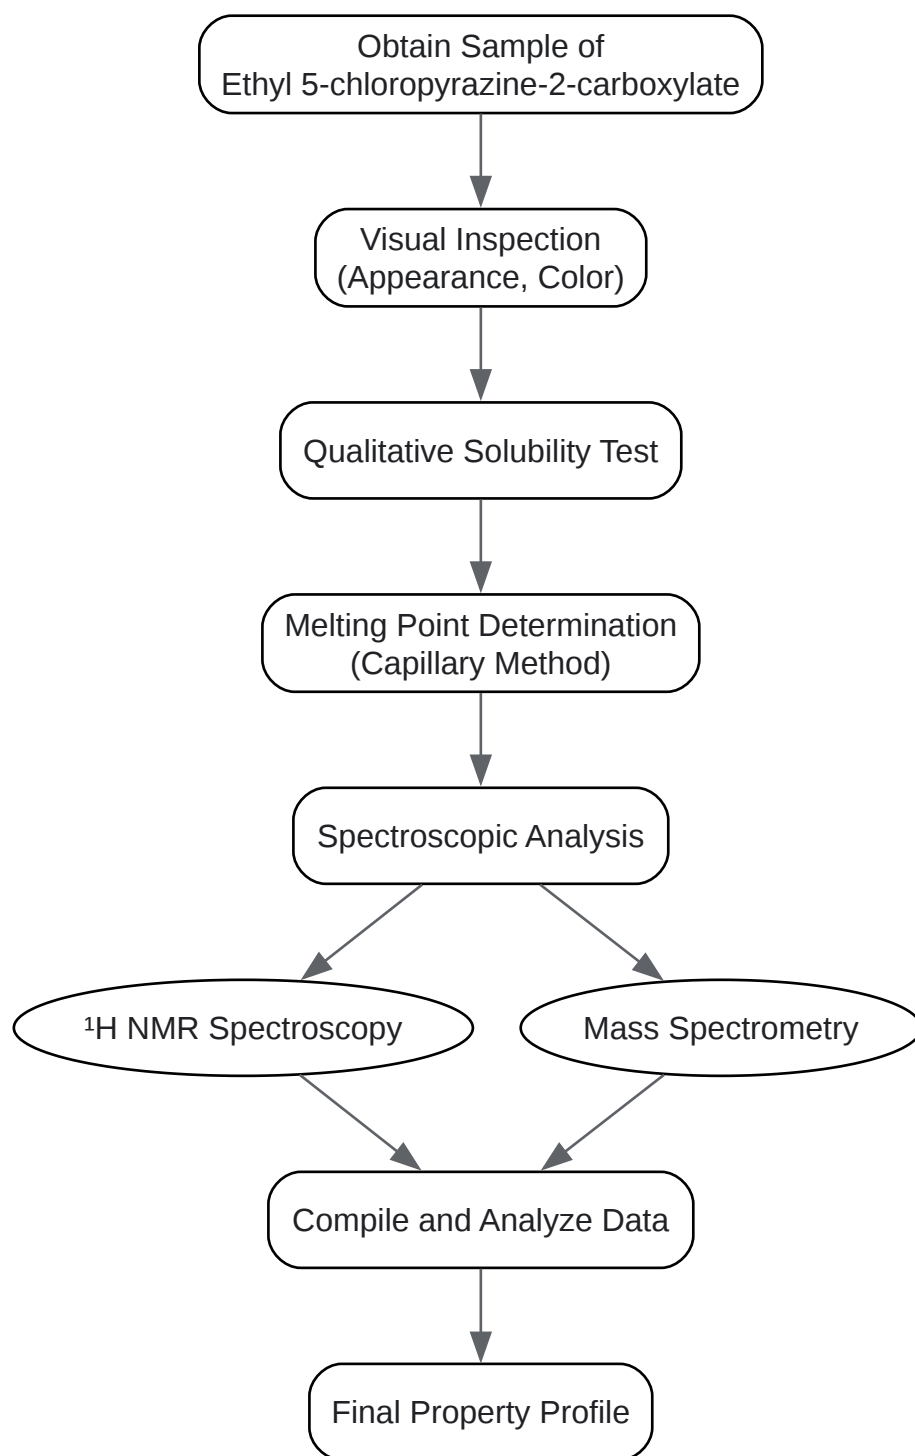 Obtain Sample of
Ethyl 5-chloropyrazine-2-carboxylate
Visual Inspection
(Appearance, Color)
Qualitative Solubility Test
Melting Point Determination
(Capillary Method)
Spectroscopic Analysis
¹H NMR Spectroscopy
Mass Spectrometry
Compile and Analyze Data
Final Property Profile